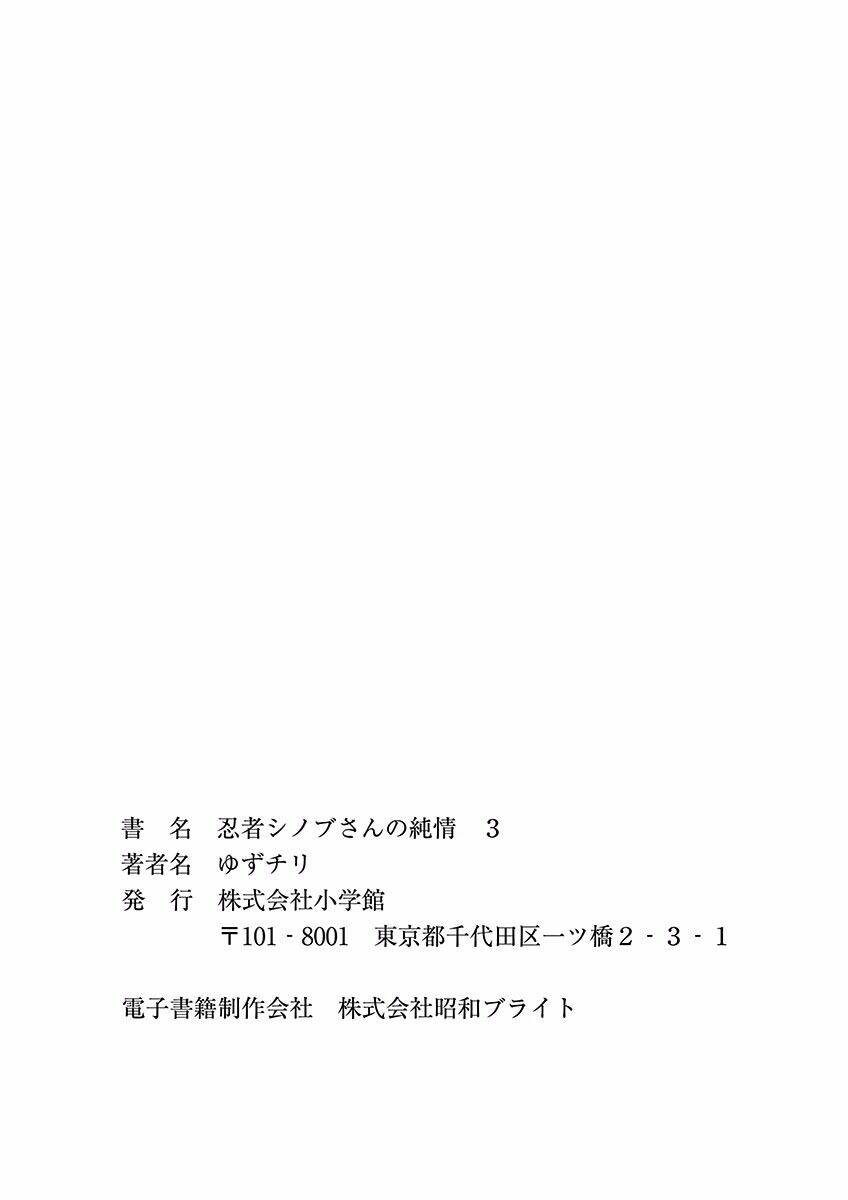 書　名　忍者シノブさんの純情　３
著者名　ゆずチリ
発　行　株式会社小学館
〒101 - 8001　東京都千代田区一ツ橋２ - ３ - １
電子書籍制作会社　株式会社昭和ブライト